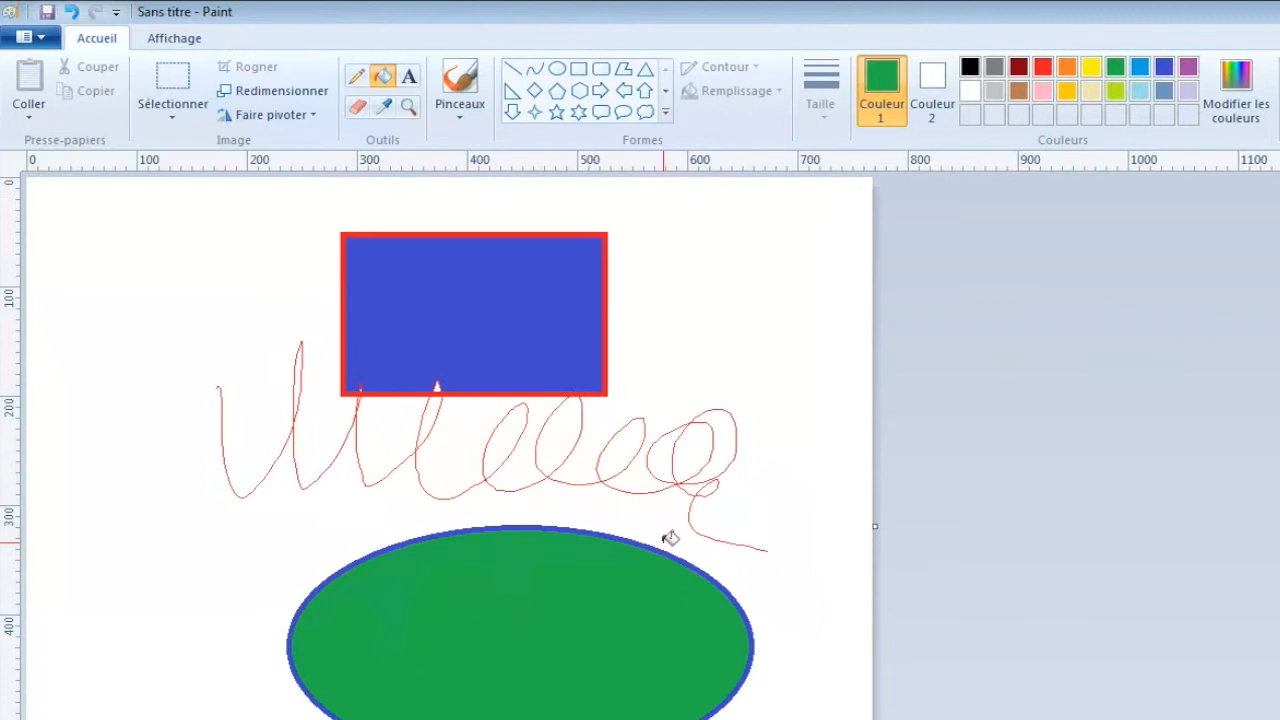 Sans titre - Paint
Accueil Affichage
Coller
Couper
Copier
Presse-papiers
Sélectionner
Rogner
Redimensionner
Faire pivoter
Image
A
Outils
Pinceaux
Contour
Remplissage
Formes
Taille
Couleur 1
Couleur 2
Modifier les couleurs
Couleurs
0 100 200 300 400 500 600 700 800 900 1000 1100
0
100
200
300
400